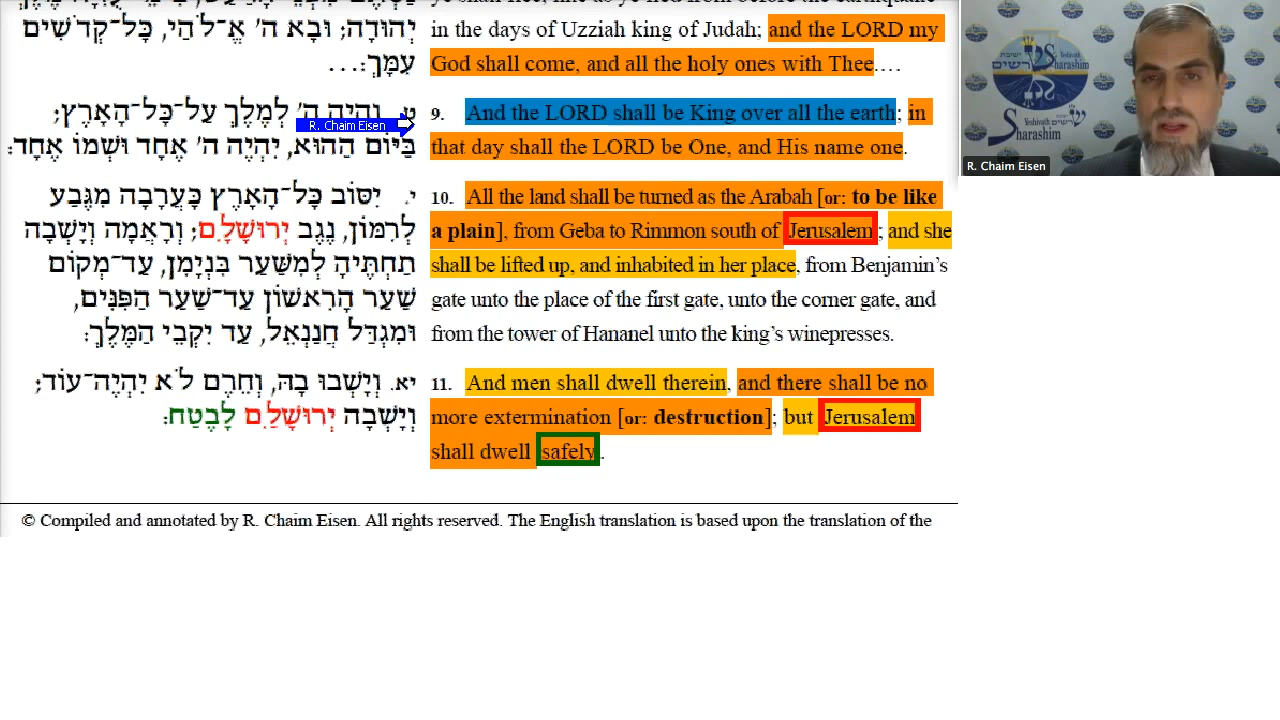 יְהוּדָה; וּבָא ה' אֱ־לֹהַי, כָּל־קְדֹשִׁים
עִמָּךְ:...
ט. וְהָיָה ה' לְמֶלֶךְ עַל־כָּל־הָאָרֶץ;
בַּיּוֹם הַהוּא, יִהְיֶה ה' אֶחָד וּשְׁמוֹ אֶחָד:
י. יִסּוֹב כָּל־הָאָרֶץ כָּעֲרָבָה מִגֶּבַע
לְרִמּוֹן, נֶגֶב יְרוּשָׁלָ‍ִם; וְרָאֲמָה וְיָשְׁבָה
תַחְתֶּיהָ לְמִשַּׁעַר בִּנְיָמִן, עַד־מְקוֹם
שַׁעַר הָרִאשׁוֹן עַד־שַׁעַר הַפִּנִּים,
וּמִגְדַּל חֲנַנְאֵל, עַד יִקְבֵי הַמֶּלֶךְ:
יא. וְיָשְׁבוּ בָהּ, וְחֵרֶם לֹא יִהְיֶה־עוֹד;
וְיָשְׁבָה יְרוּשָׁלַ‍ִם לָבֶטַח:
in the days of Uzziah king of Judah; and the LORD my
God shall come, and all the holy ones with Thee….
9. And the LORD shall be King over all the earth; in
that day shall the LORD be One, and His name one.
10. All the land shall be turned as the Arabah [or: to be like
a plain], from Geba to Rimmon south of Jerusalem; and she
shall be lifted up, and inhabited in her place, from Benjamin’s
gate unto the place of the first gate, unto the corner gate, and
from the tower of Hananel unto the king’s winepresses.
11. And men shall dwell therein, and there shall be no
more extermination [or: destruction]; but Jerusalem
shall dwell safely.
© Compiled and annotated by R. Chaim Eisen. All rights reserved. The English translation is based upon the translation of the
R. Chaim Eisen
Yeshivath
Sharashim
R. Chaim Eisen